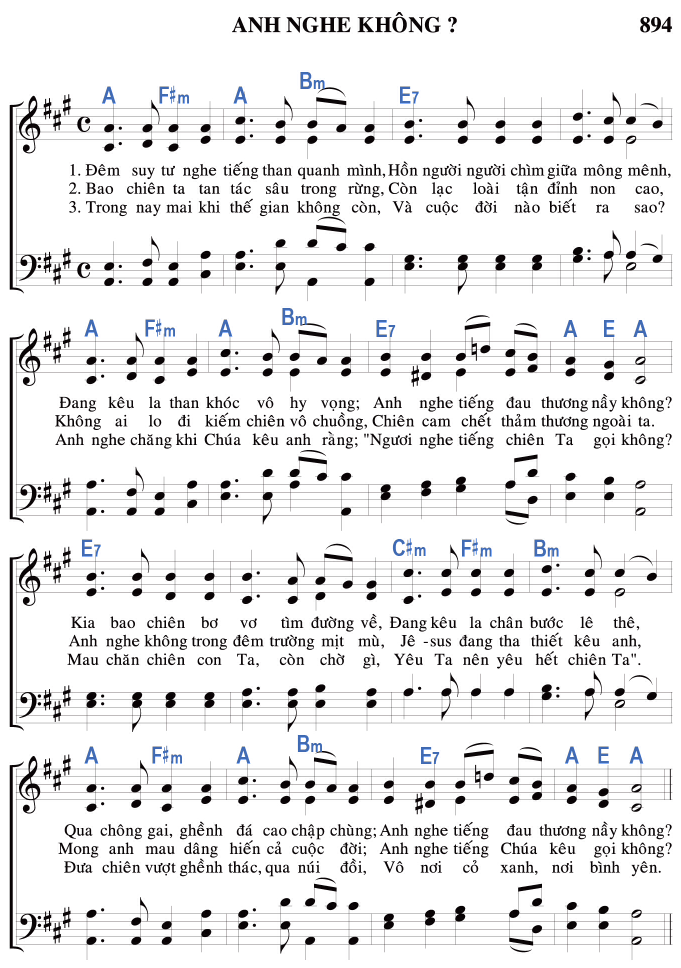 ANH NGHE KHÔNG ? 894
A F#m A Bm E7
1. Đêm suy tư nghe tiếng than quanh mình, Hồn người người chìm giữa mông mênh,
2. Bao chiên ta tan tác sâu trong rừng, Còn lạc loài tận đỉnh non cao,
3. Trong nay mai khi thế gian không còn, Và cuộc đời nào biết ra sao?
A F#m A Bm E7 A E A
Đang kêu la than khóc vô hy vọng; Anh nghe tiếng đau thương nầy không?
Không ai lo đi kiếm chiên vô chuồng, Chiên cam chết thảm thương ngoài ta.
Anh nghe chăng khi Chúa kêu anh rằng; "Ngươi nghe tiếng chiên Ta gọi không?
E7 C#m F#m Bm
Kia bao chiên bơ vơ tìm đường về, Đang kêu la chân bước lê thê,
Anh nghe không trong đêm trường mịt mù, Jê -sus đang tha thiết kêu anh,
Mau chăn chiên con Ta, còn chờ gì, Yêu Ta nên yêu hết chiên Ta".
A F#m A Bm E7 A E A
Qua chông gai, ghềnh đá cao chập chùng; Anh nghe tiếng đau thương nầy không?
Mong anh mau dâng hiến cả cuộc đời; Anh nghe tiếng Chúa kêu gọi không?
Đưa chiên vượt ghềnh thác, qua núi đồi, Vô nơi cỏ xanh, nơi bình yên.